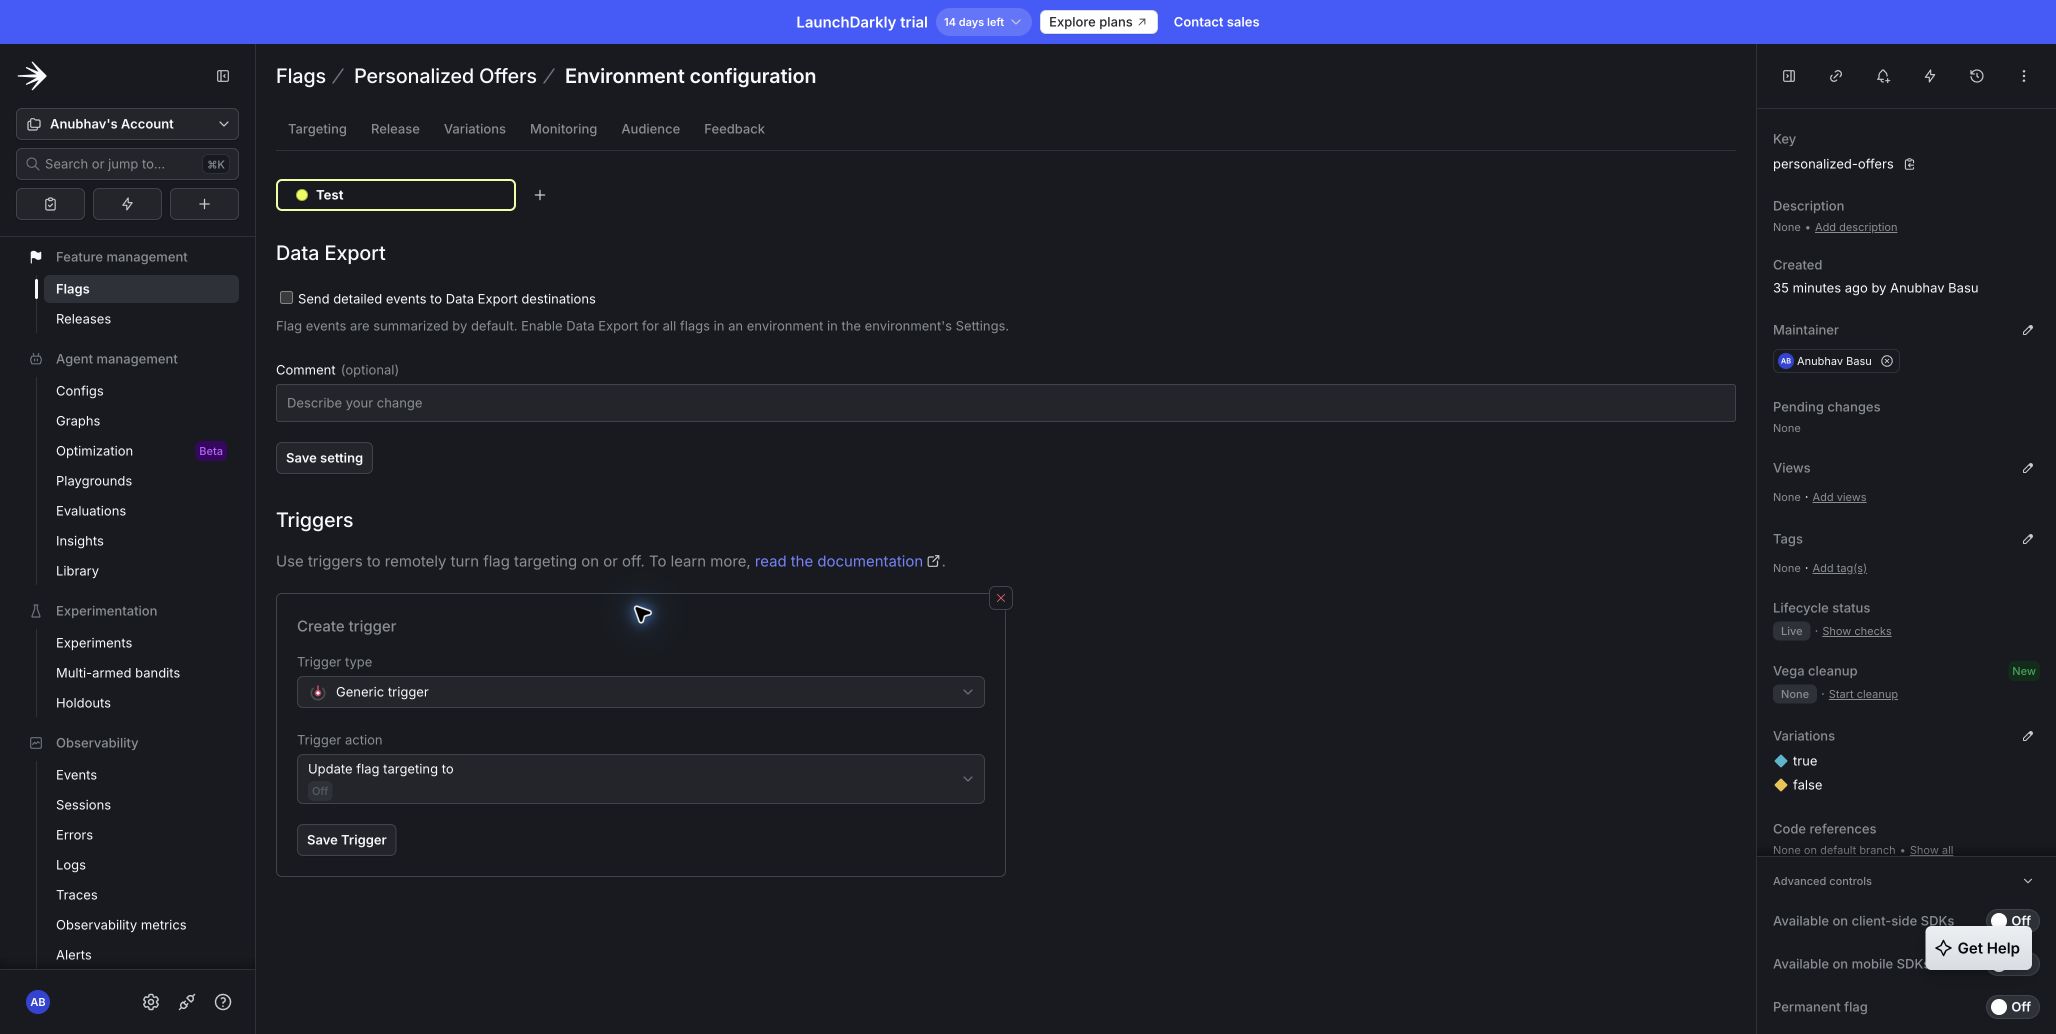 LaunchDarkly trial 14 days left Explore plans Contact sales
Anubhav's Account
Search or jump to... ⌘K
Feature management
Flags
Releases
Agent management
Configs
Graphs
Optimization Beta
Playgrounds
Evaluations
Insights
Library
Experimentation
Experiments
Multi-armed bandits
Holdouts
Observability
Events
Sessions
Errors
Logs
Traces
Observability metrics
Alerts
AB
Flags / Personalized Offers / Environment configuration
Targeting Release Variations Monitoring Audience Feedback
Test
Data Export
Send detailed events to Data Export destinations
Flag events are summarized by default. Enable Data Export for all flags in an environment in the environment's Settings.
Comment (optional)
Describe your change
Save setting
Triggers
Use triggers to remotely turn flag targeting on or off. To learn more, read the documentation.
Create trigger
Trigger type
Generic trigger
Trigger action
Update flag targeting to
Off
Save Trigger
Key
personalized-offers
Description
None • Add description
Created
35 minutes ago by Anubhav Basu
Maintainer
AB Anubhav Basu
Pending changes
None
Views
None · Add views
Tags
None · Add tag(s)
Lifecycle status
Live · Show checks
Vega cleanup New
None · Start cleanup
Variations
true
false
Code references
None on default branch • Show all
Advanced controls
Available on client-side SDKs Off
Get Help
Available on mobile SDKs
Permanent flag Off